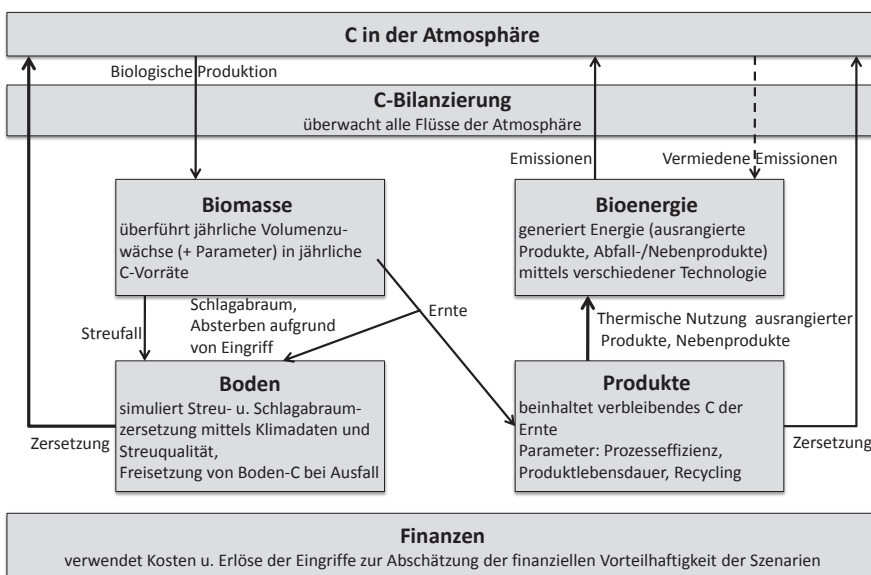 C in der Atmosphäre
Biologische Produktion
C-Bilanzierung
überwacht alle Flüsse der Atmosphäre
Emissionen
Vermiedene Emissionen
Biomasse
überführt jährliche Volumenzu-
wächse (+ Parameter) in jährliche
C-Vorräte
Bioenergie
generiert Energie (ausrangierte
Produkte, Abfall-/Nebenprodukte)
mittels verschiedener Technologie
Streufall
Schlagabraum,
Absterben aufgrund
von Eingriff
Ernte
Thermische Nutzung ausrangierter
Produkte, Nebenprodukte
Boden
simuliert Streu- u. Schlagabraum-
zersetzung mittels Klimadaten und
Streuqualität,
Freisetzung von Boden-C bei Ausfall
Zersetzung
Produkte
beinhaltet verbleibendes C der
Ernte
Parameter: Prozesseffizienz,
Produktlebensdauer, Recycling
Zersetzung
Finanzen
verwendet Kosten u. Erlöse der Eingriffe zur Abschätzung der finanziellen Vorteilhaftigkeit der Szenarien